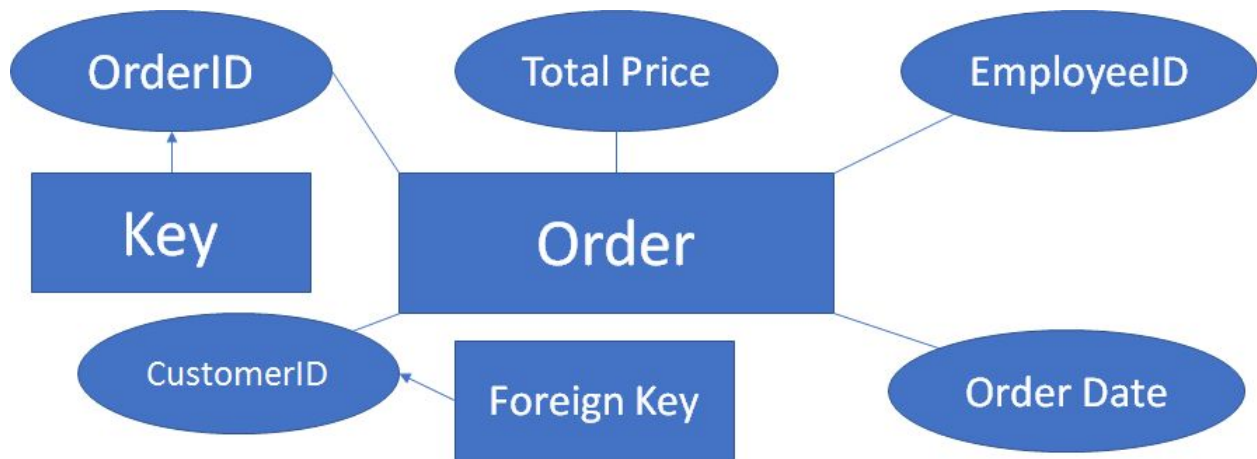 OrderID
Total Price
EmployeeID
Key
Order
CustomerID
Foreign Key
Order Date